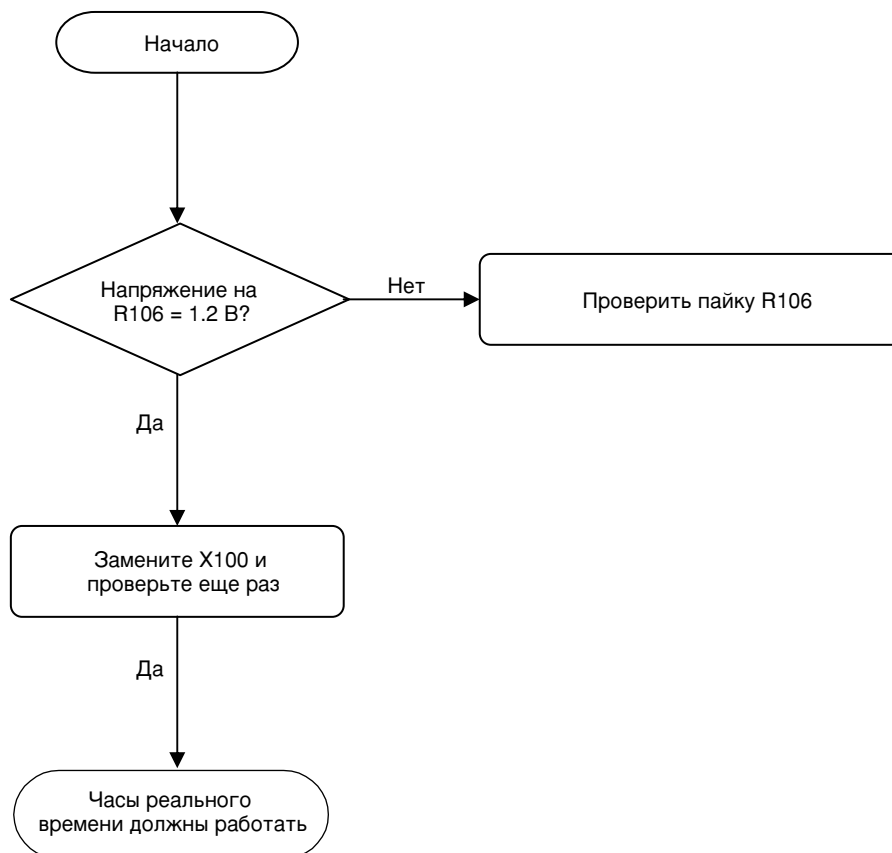 Начало
Напряжение на
R106 = 1.2 В?
Нет
Проверить пайку R106
Да
Замените X100 и
проверьте еще раз
Да
Часы реального
времени должны работать